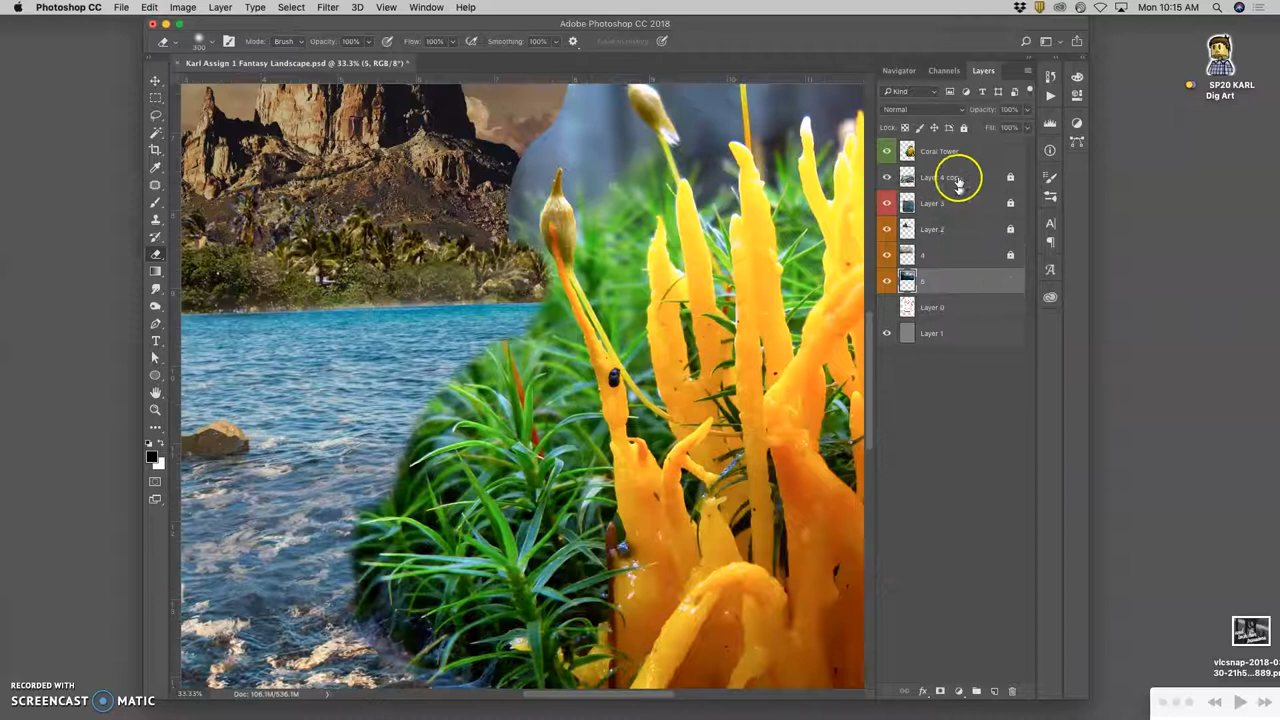 Photoshop CC File Edit Image Layer Type Select Filter 3D View Window Help Mon 10:15 AM
Adobe Photoshop CC 2018
300 Mode: Brush Opacity: 100% Flow: 100% Smoothing: 100%
Karl Assign 1 Fantasy Landscape.psd @ 33.3% (5, RGB/8*) *
Navigator Channels Layers
Kind
Normal Opacity: 100%
Lock: Fill: 100%
Coral Tower
Layer 4 cop
Layer 3
Layer 2
4
5
Layer 0
Layer 1
SP20 KARL
Dig Art
33.33% Doc: 106.1M/536.1M
vlcsnap-2018-0
30-21h5...889.p
RECORDED WITH
SCREENCAST MATIC